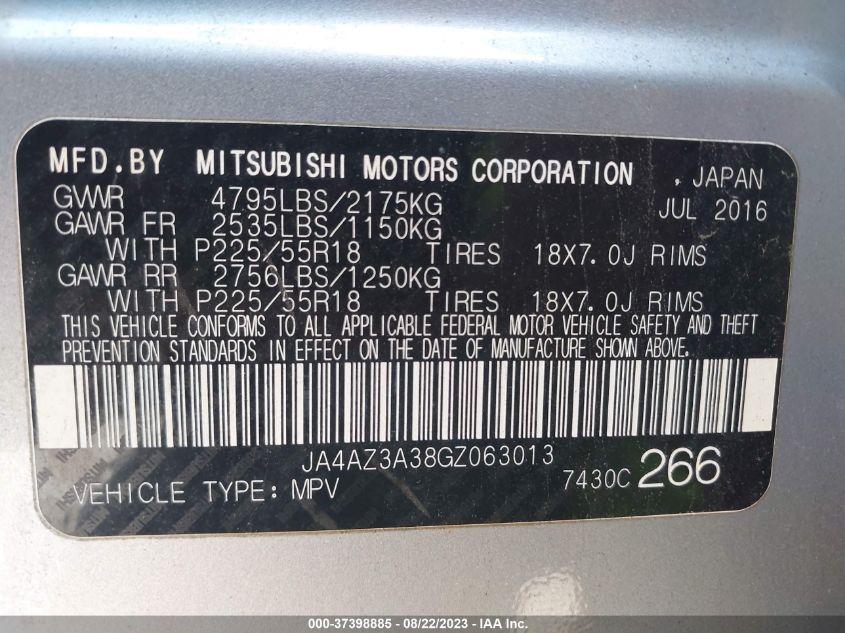 MFD.BY MITSUBISHI MOTORS CORPORATION , JAPAN
GVWR 4795LBS/2175KG JUL 2016
GAWR FR 2535LBS/1150KG
WITH P225/55R18 TIRES 18X7.0J RIMS
GAWR RR 2756LBS/1250KG
WITH P225/55R18 TIRES 18X7.0J RIMS
THIS VEHICLE CONFORMS TO ALL APPLICABLE FEDERAL MOTOR VEHICLE SAFETY AND THEFT
PREVENTION STANDARDS IN EFFECT ON THE DATE OF MANUFACTURE SHOWN ABOVE.
JA4AZ3A38GZ063013
VEHICLE TYPE: MPV 7430C 266
000-37398885 - 08/22/2023 - © copyright - IAA, Inc.